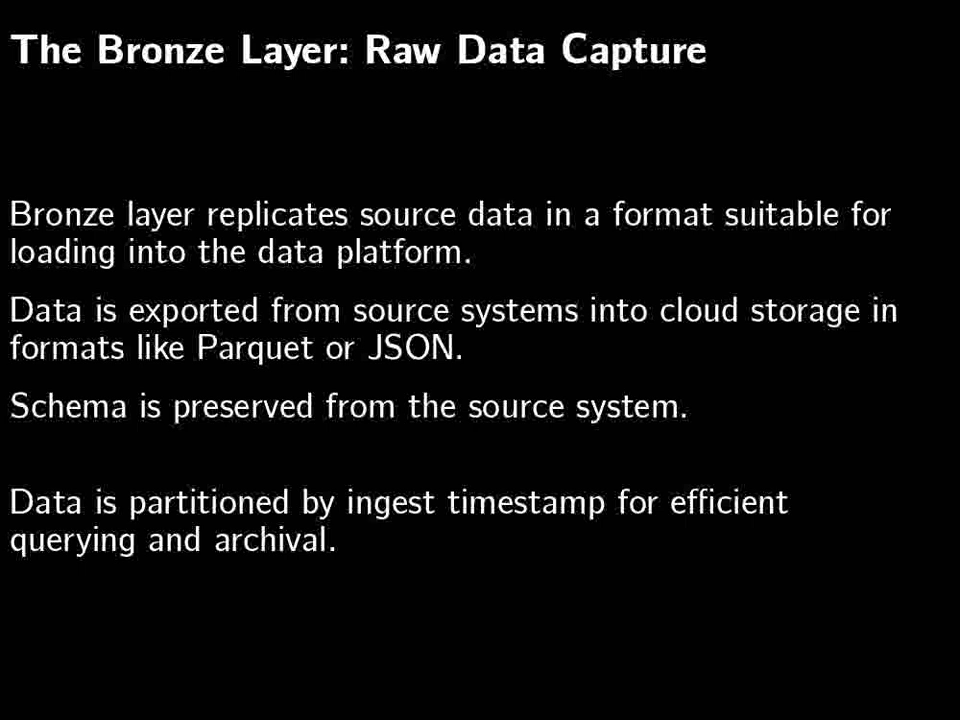 The Bronze Layer: Raw Data Capture
Bronze layer replicates source data in a format suitable for
loading into the data platform.
Data is exported from source systems into cloud storage in
formats like Parquet or JSON.
Schema is preserved from the source system.
Data is partitioned by ingest timestamp for efficient
querying and archival.